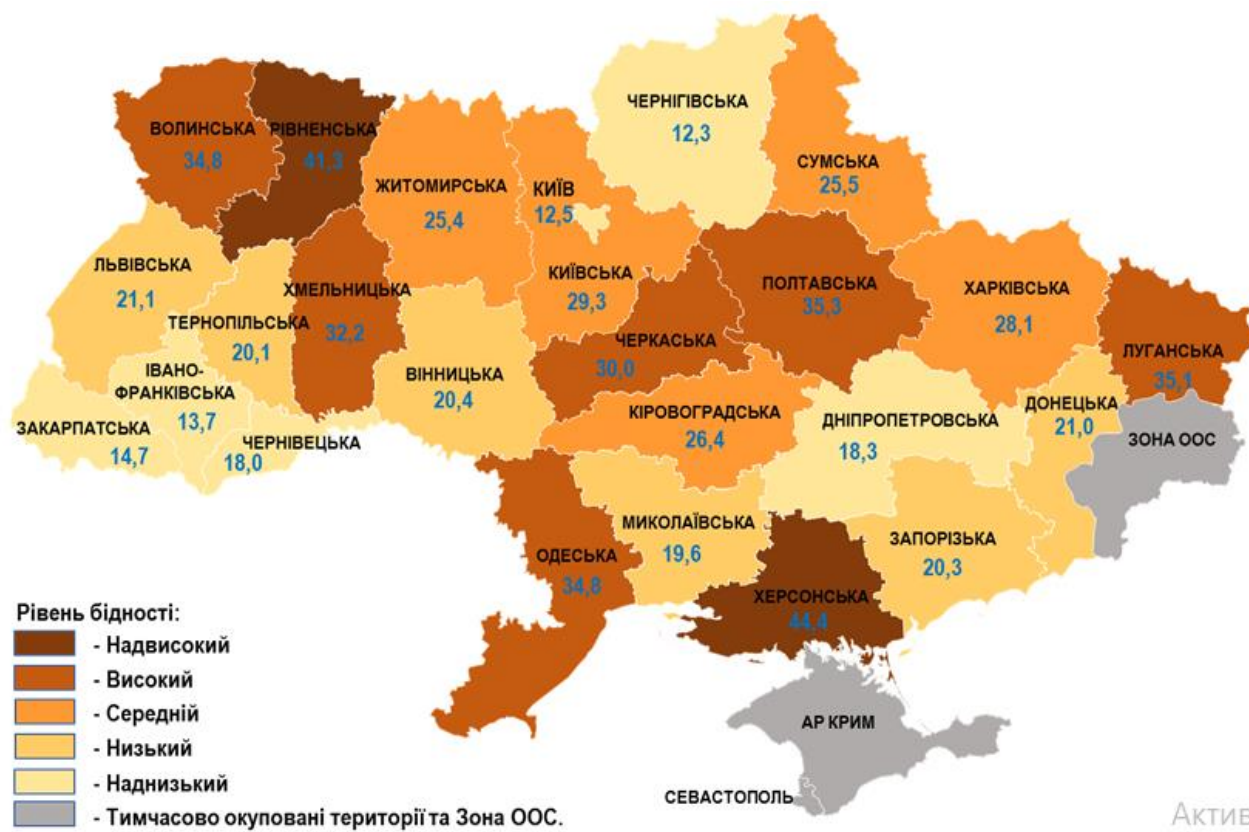 ЧЕРНІГІВСЬКА
12,3
ВОЛИНСЬКА
34,8
РІВНЕНСЬКА
41,3
СУМСЬКА
25,5
ЖИТОМИРСЬКА
25,4
КИЇВ
12,5
ЛЬВІВСЬКА
21,1
КИЇВСЬКА
29,3
ХМЕЛЬНИЦЬКА
32,2
ПОЛТАВСЬКА
35,3
ХАРКІВСЬКА
28,1
ТЕРНОПІЛЬСЬКА
20,1
ЧЕРКАСЬКА
30,0
ЛУГАНСЬКА
35,1
ІВАНО-
ФРАНКІВСЬКА
13,7
ВІННИЦЬКА
20,4
ЗАКАРПАТСЬКА
14,7
ЧЕРНІВЕЦЬКА
18,0
КІРОВОГРАДСЬКА
26,4
ДНІПРОПЕТРОВСЬКА
18,3
ДОНЕЦЬКА
21,0
ЗОНА ООС
МИКОЛАЇВСЬКА
19,6
ЗАПОРІЗЬКА
20,3
ОДЕСЬКА
34,8
ХЕРСОНСЬКА
44,4
АР КРИМ
СЕВАСТОПОЛЬ
Рівень бідності:
- Надвисокий
- Високий
- Середній
- Низький
- Наднизький
- Тимчасово окуповані території та Зона ООС.
Актив